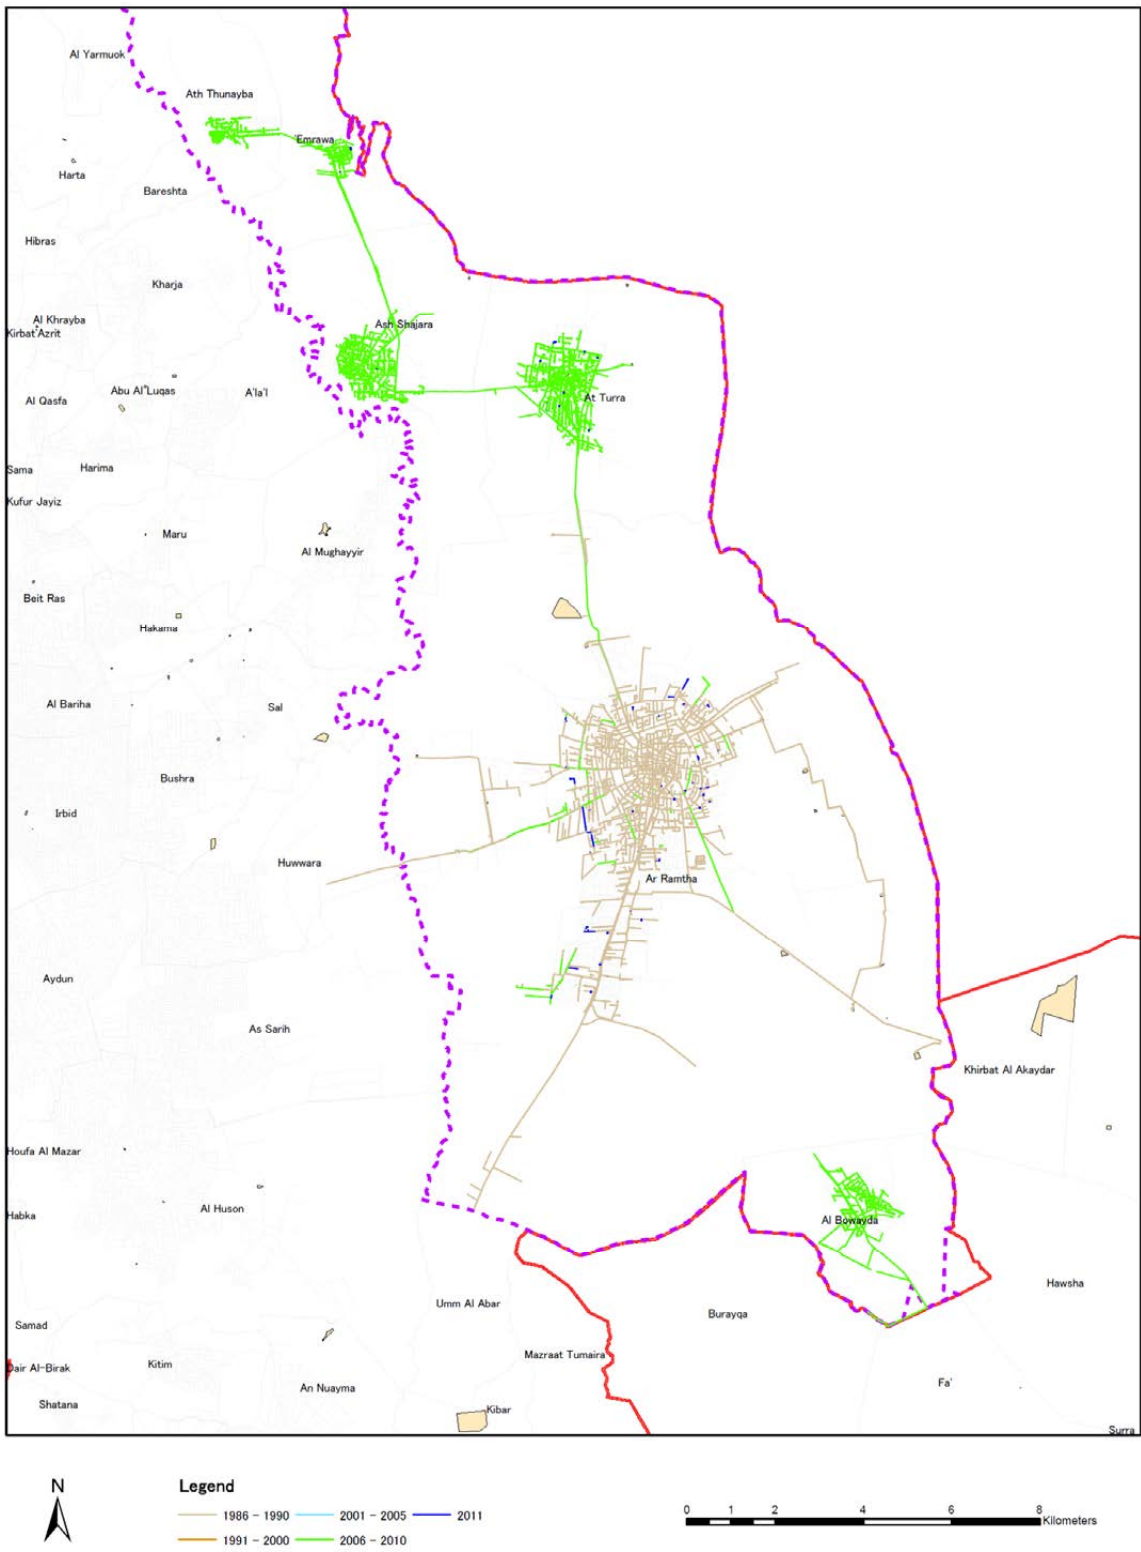 Al Yarmuok
Ath Thunayba
'Emrawa
Harta
Bareshta
Hibras
Kharja
Al Khrayba
Kirbat'Azrit
Ash Shajara
Abu Al"Luqas
A'la'l
Al Qasfa
At Turra
Sama
Harima
Kufur Jayiz
Maru
Al Mughayyir
Beit Ras
Hakama
Al Bariha
Sal
Bushra
Irbid
Huwwara
Ar Ramtha
Aydun
As Sarih
Khirbat Al Akaydar
Houfa Al Mazar
Al Huson
Habka
Al Bowayda
Hawsha
Umm Al Abar
Burayqa
Samad
Mazraat Tumaira
Kitim
Dair Al-Birak
An Nuayma
Fa'
Shatana
Kibar
Surra
N
Legend
1986 - 1990
2001 - 2005
2011
1991 - 2000
2006 - 2010
0 1 2 4 6 8
Kilometers